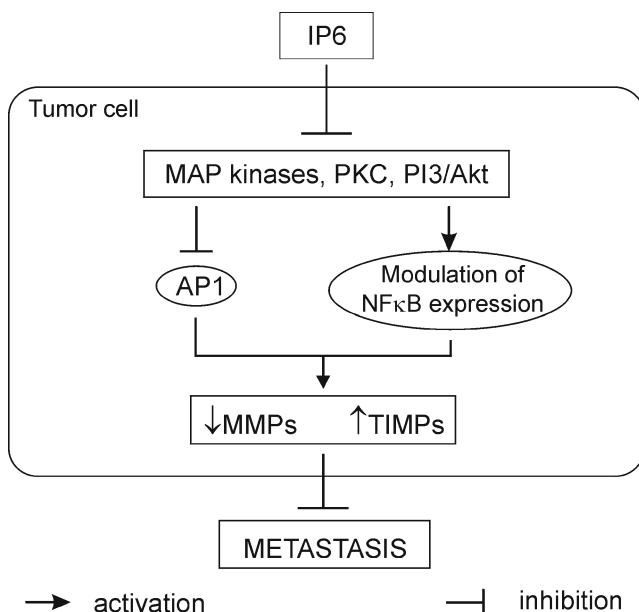 IP6
Tumor cell
MAP kinases, PKC, PI3/Akt
AP1
Modulation of
NFκB expression
↓MMPs ↑TIMPs
METASTASIS
activation
inhibition